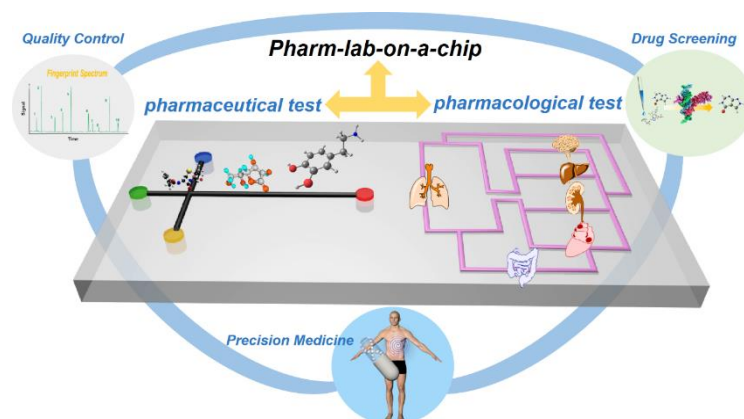 Quality Control
Drug Screening
Pharm-lab-on-a-chip
Fingerprint Spectrum
Signal
Time
pharmaceutical test
pharmacological test
Precision Medicine